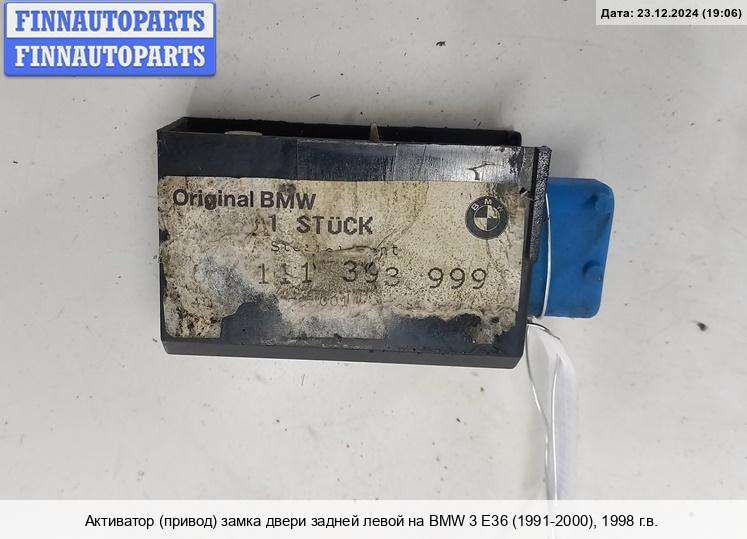 FINNAUTOPARTS
FINNAUTOPARTS
Дата: 23.12.2024 (19:06)
Original BMW
1 STÜCK
BMW
111 393 999
Активатор (привод) замка двери задней левой на BMW 3 E36 (1991-2000), 1998 г.в.